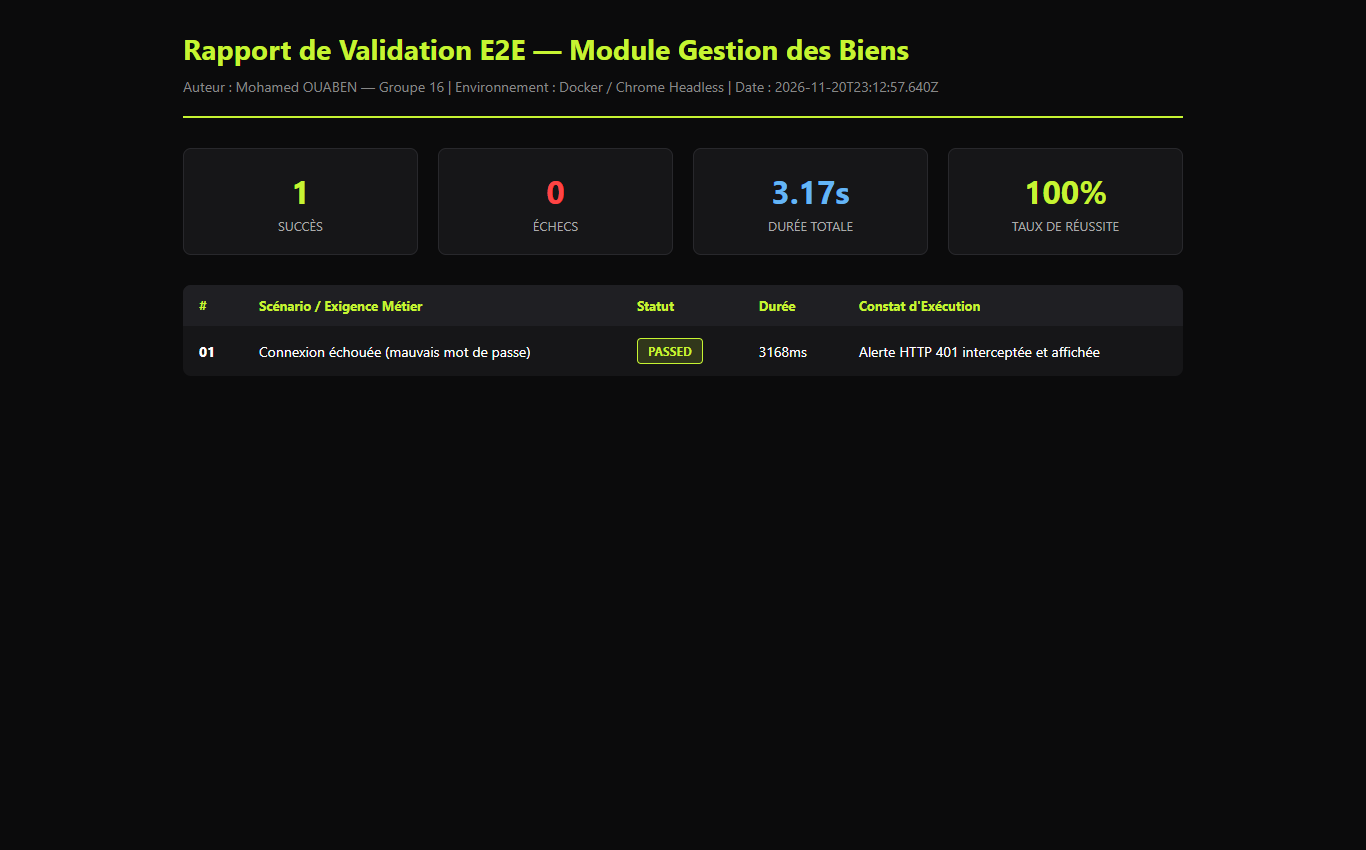 Rapport de Validation E2E — Module Gestion des Biens
Auteur : Mohamed OUABEN — Groupe 16 | Environnement : Docker / Chrome Headless | Date : 2026-11-20T23:12:57.640Z
1
SUCCÈS
0
ÉCHECS
3.17s
DURÉE TOTALE
100%
TAUX DE RÉUSSITE
# Scénario / Exigence Métier Statut Durée Constat d'Exécution
01 Connexion échouée (mauvais mot de passe) PASSED 3168ms Alerte HTTP 401 interceptée et affichée